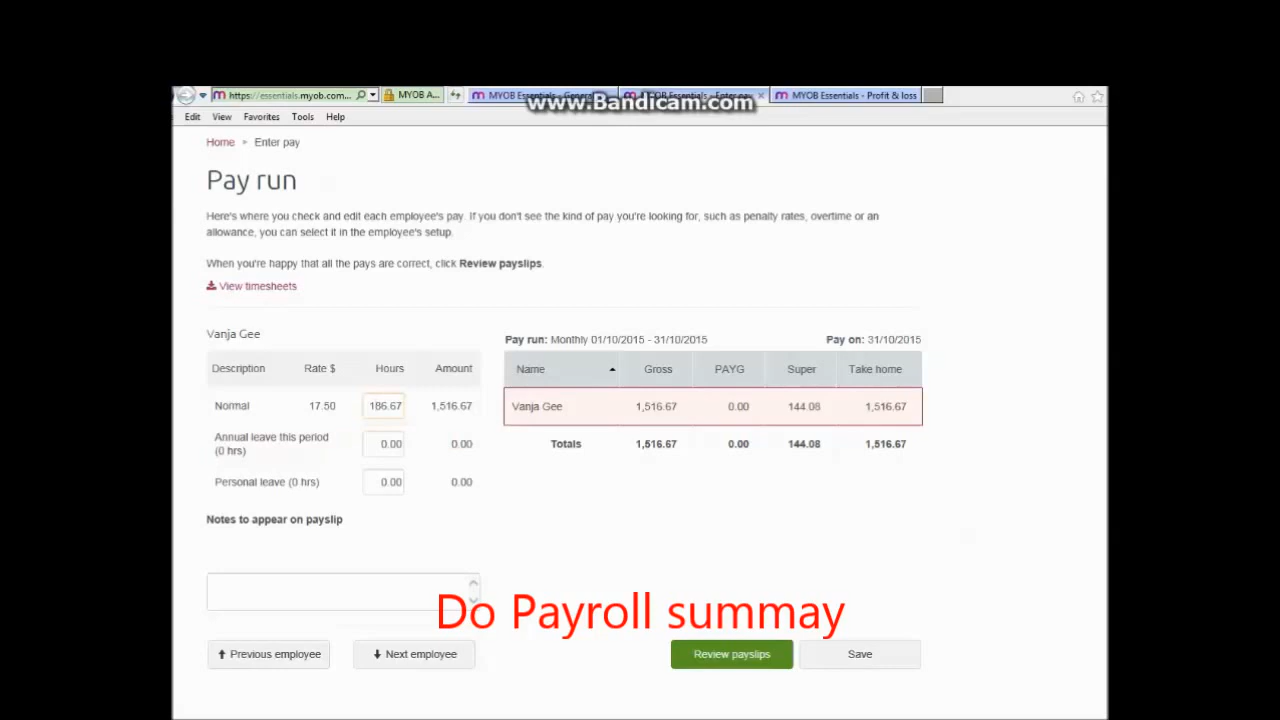 https://essentials.myob.com...
MYOB A...
MYOB Essentials - Genera
MYOB Essentials - Enter pay
MYOB Essentials - Profit & loss
www.Bandicam.com
Edit View Favorites Tools Help
Home Enter pay
Pay run
Here's where you check and edit each employee's pay. If you don't see the kind of pay you're looking for, such as penalty rates, overtime or an
allowance, you can select it in the employee's setup.
When you're happy that all the pays are correct, click Review payslips.
View timesheets
Vanja Gee
Description Rate $ Hours Amount
Normal 17.50 186.67 1,516.67
Annual leave this period
(0 hrs) 0.00 0.00
Personal leave (0 hrs) 0.00 0.00
Notes to appear on payslip
Pay run: Monthly 01/10/2015 - 31/10/2015 Pay on: 31/10/2015
Name Gross PAYG Super Take home
Vanja Gee 1,516.67 0.00 144.08 1,516.67
Totals 1,516.67 0.00 144.08 1,516.67
Do Payroll summay
Previous employee Next employee Review payslips Save